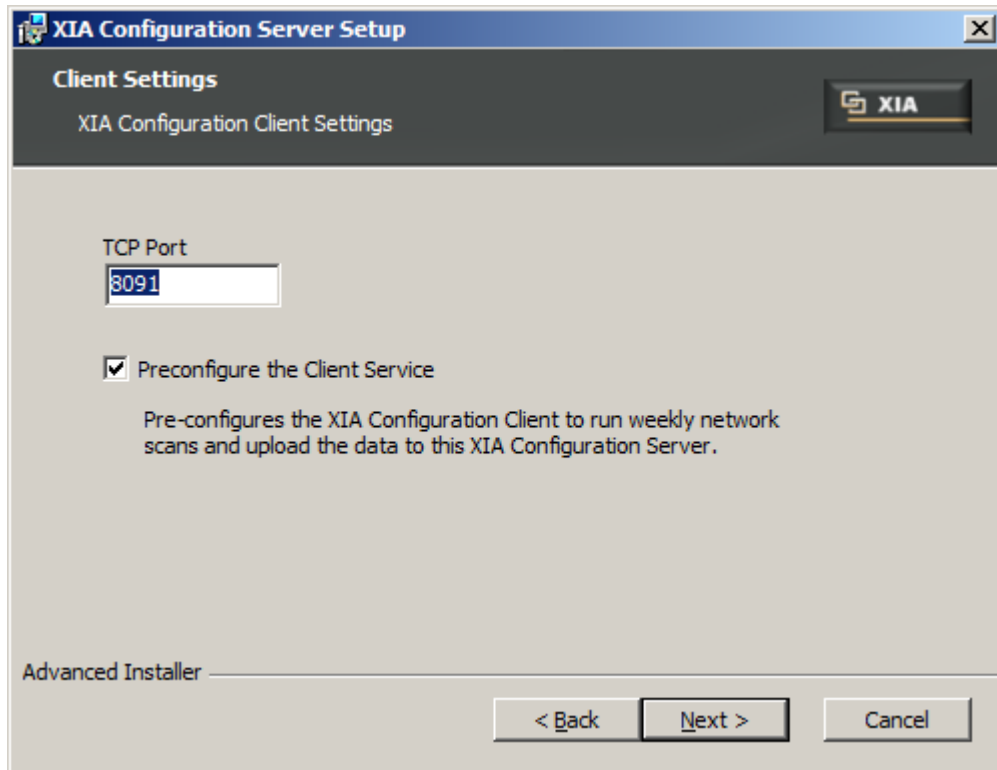 XIA Configuration Server Setup
Client Settings
XIA Configuration Client Settings
XIA
TCP Port
8091
Preconfigure the Client Service
Pre-configures the XIA Configuration Client to run weekly network
scans and upload the data to this XIA Configuration Server.
Advanced Installer
< Back
Next >
Cancel